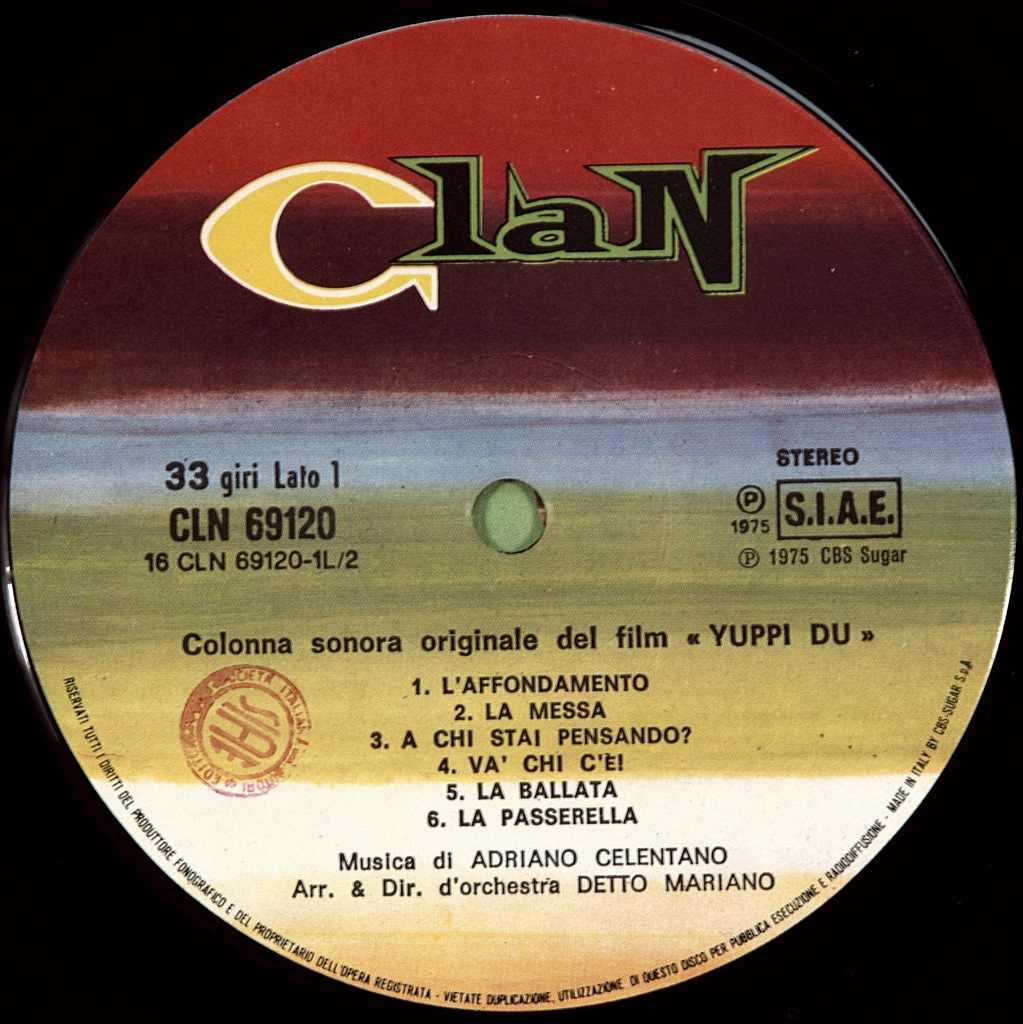 Clan
33 giri Lato 1
CLN 69120
16 CLN 69120-1L/2
STEREO
℗ S.I.A.E.
1975
℗ 1975 CBS Sugar
Colonna sonora originale del film « YUPPI DU »
1. L'AFFONDAMENTO
2. LA MESSA
3. A CHI STAI PENSANDO?
4. VA' CHI C'È!
5. LA BALLATA
6. LA PASSERELLA
Musica di ADRIANO CELENTANO
Arr. & Dir. d'orchestra DETTO MARIANO
RISERVATI TUTTI I DIRITTI DEL PRODUTTORE FONOGRAFICO E DEL PROPRIETARIO DELL'OPERA REGISTRATA - VIETATE DUPLICAZIONE, UTILIZZAZIONE DI QUESTO DISCO PER PUBBLICA ESECUZIONE E RADIODIFFUSIONE - MADE IN ITALY BY CBS-SUGAR S.p.A
SOCIETÀ ITALIANA